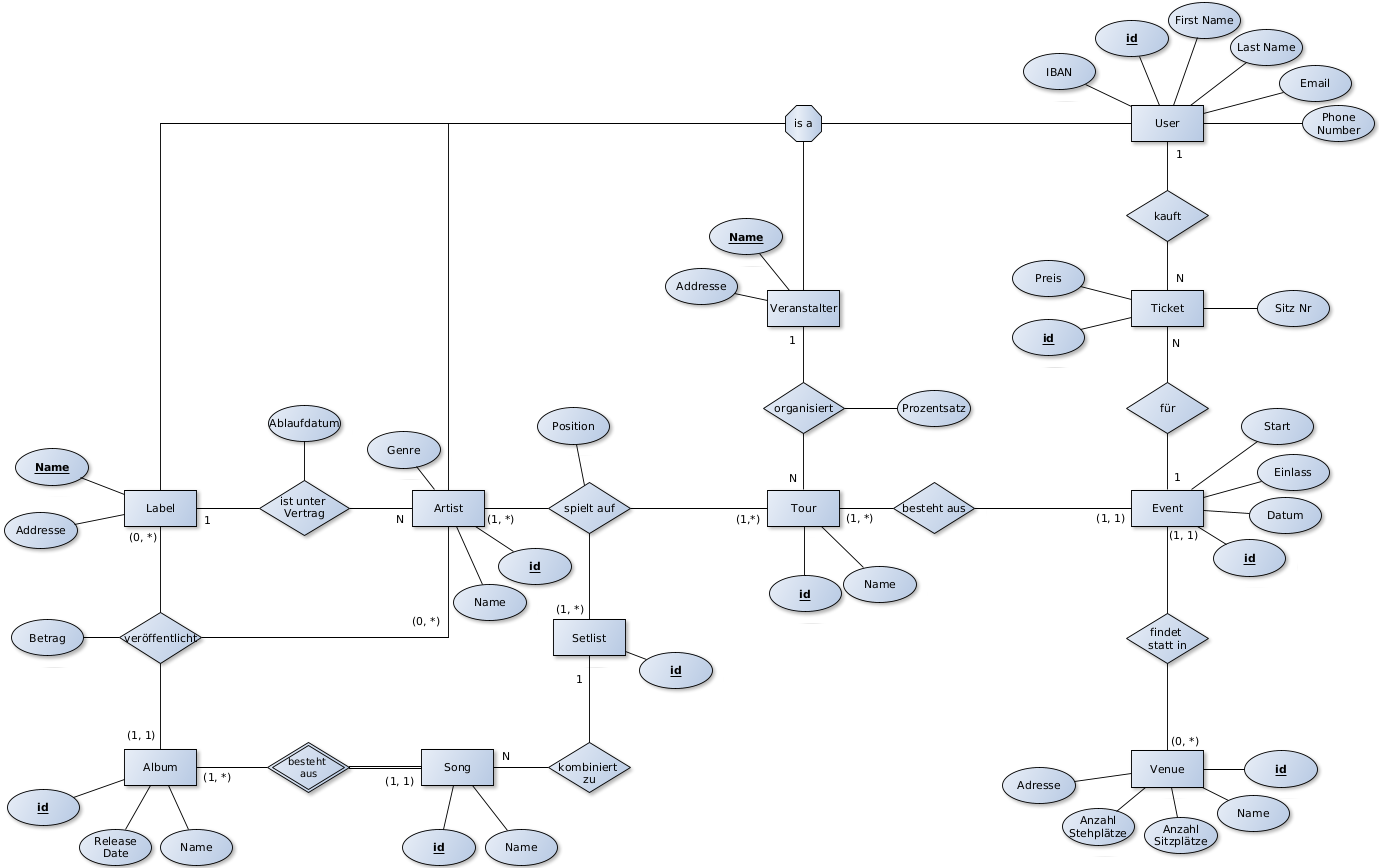 First Name
id
Last Name
IBAN
Email
Phone
Number
is a
User
1
kauft
Name
Addresse
Preis
N
Veranstalter
Ticket
Sitz Nr
id
1
N
Ablaufdatum
Position
organisiert
Prozentsatz
für
Start
Genre
Name
Einlass
N
1
Label
ist unter
Vertrag
Artist
spielt auf
Tour
besteht aus
Event
Datum
Addresse
1
N
(1, *)
(1,*)
(1, *)
(1, 1)
(0, *)
(1, 1)
id
id
Name
id
Name
(1, *)
(0, *)
Betrag
veröffentlicht
Setlist
findet
statt in
id
1
(1, 1)
(0, *)
Album
besteht
aus
Song
N
kombiniert
zu
Venue
id
(1, *)
(1, 1)
Adresse
id
Anzahl
Stehplätze
Anzahl
Sitzplätze
Name
Release
Date
Name
id
Name